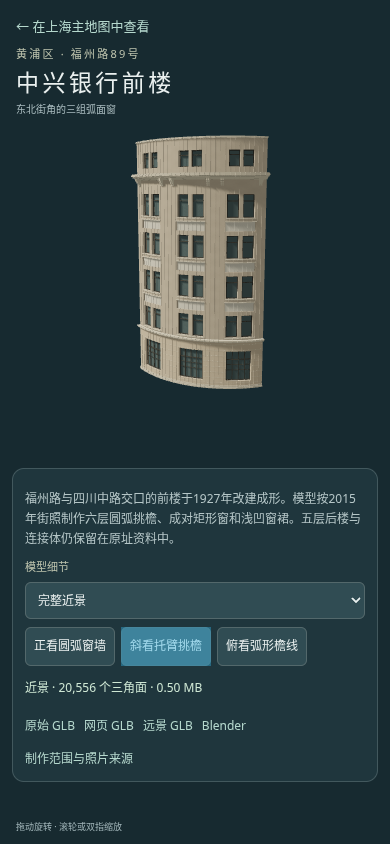 ← 在上海主地图中查看
黄浦区 · 福州路89号
中兴银行前楼
东北街角的三组弧面窗
福州路与四川中路交口的前楼于1927年改建成形。模型按2015
年街照制作六层圆弧挑檐、成对矩形窗和浅凹窗裙。五层后楼与
连接体仍保留在原址资料中。
模型细节
完整近景
正看圆弧窗墙 斜看托臂挑檐 俯看弧形檐线
近景 · 20,556 个三角面 · 0.50 MB
原始 GLB 网页 GLB 远景 GLB Blender
制作范围与照片来源
拖动旋转 · 滚轮或双指缩放